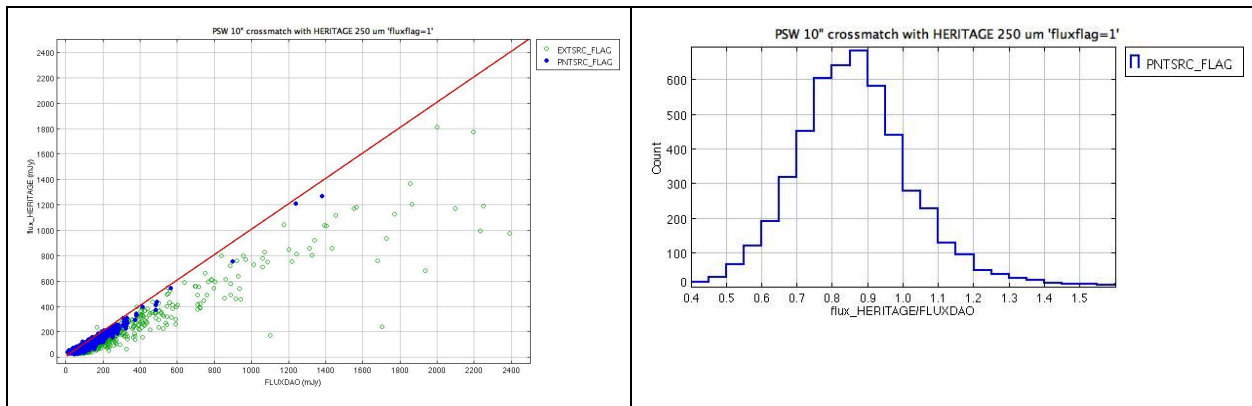 PSW 10" crossmatch with HERITAGE 250 um 'fluxflag=1'
EXTSRC_FLAG
PNTSRC_FLAG
2400
2200
2000
1800
1600
1400
1200
1000
800
600
400
200
0
flux_HERITAGE (mJy)
0 200 400 600 800 1000 1200 1400 1600 1800 2000 2200 2400
FLUXDAO (mJy)
PSW 10" crossmatch with HERITAGE 250 um 'fluxflag=1'
PNTSRC_FLAG
600
500
400
300
200
100
0
Count
0.4 0.5 0.6 0.7 0.8 0.9 1.0 1.1 1.2 1.3 1.4 1.5
flux_HERITAGE/FLUXDAO